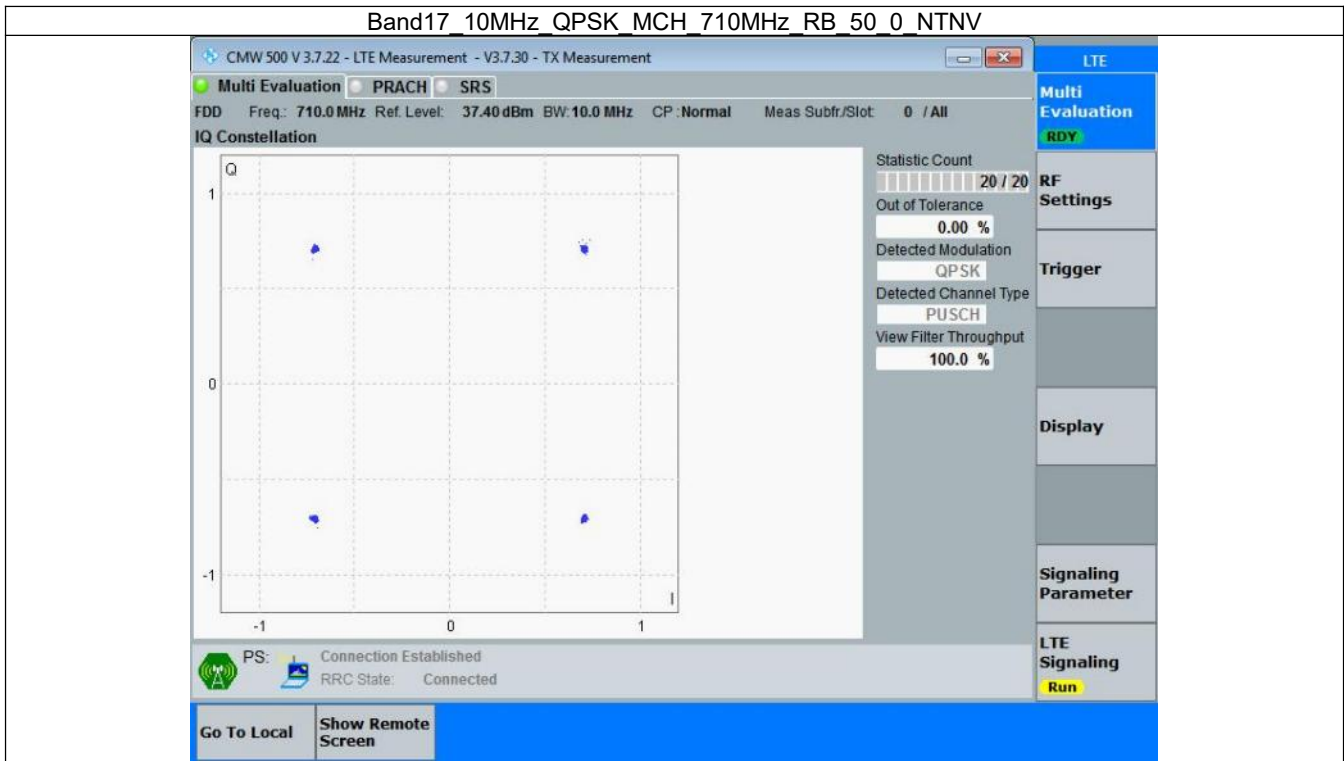 Band17_10MHz_QPSK_MCH_710MHz_RB_50_0_NTNV
CMW 500 V 3.7.22 - LTE Measurement - V3.7.30 - TX Measurement
LTE
Multi Evaluation PRACH SRS
Multi
Evaluation
RDY
FDD Freq.: 710.0 MHz Ref. Level: 37.40 dBm BW: 10.0 MHz CP : Normal Meas Subfr./Slot: 0 / All
IQ Constellation
Q
1
0
-1
I
-1 0 1
Statistic Count
20 / 20
Out of Tolerance
0.00 %
Detected Modulation
QPSK
Detected Channel Type
PUSCH
View Filter Throughput
100.0 %
RF
Settings
Trigger
Display
Signaling
Parameter
LTE
Signaling
Run
PS: Connection Established
RRC State: Connected
Go To Local
Show Remote
Screen